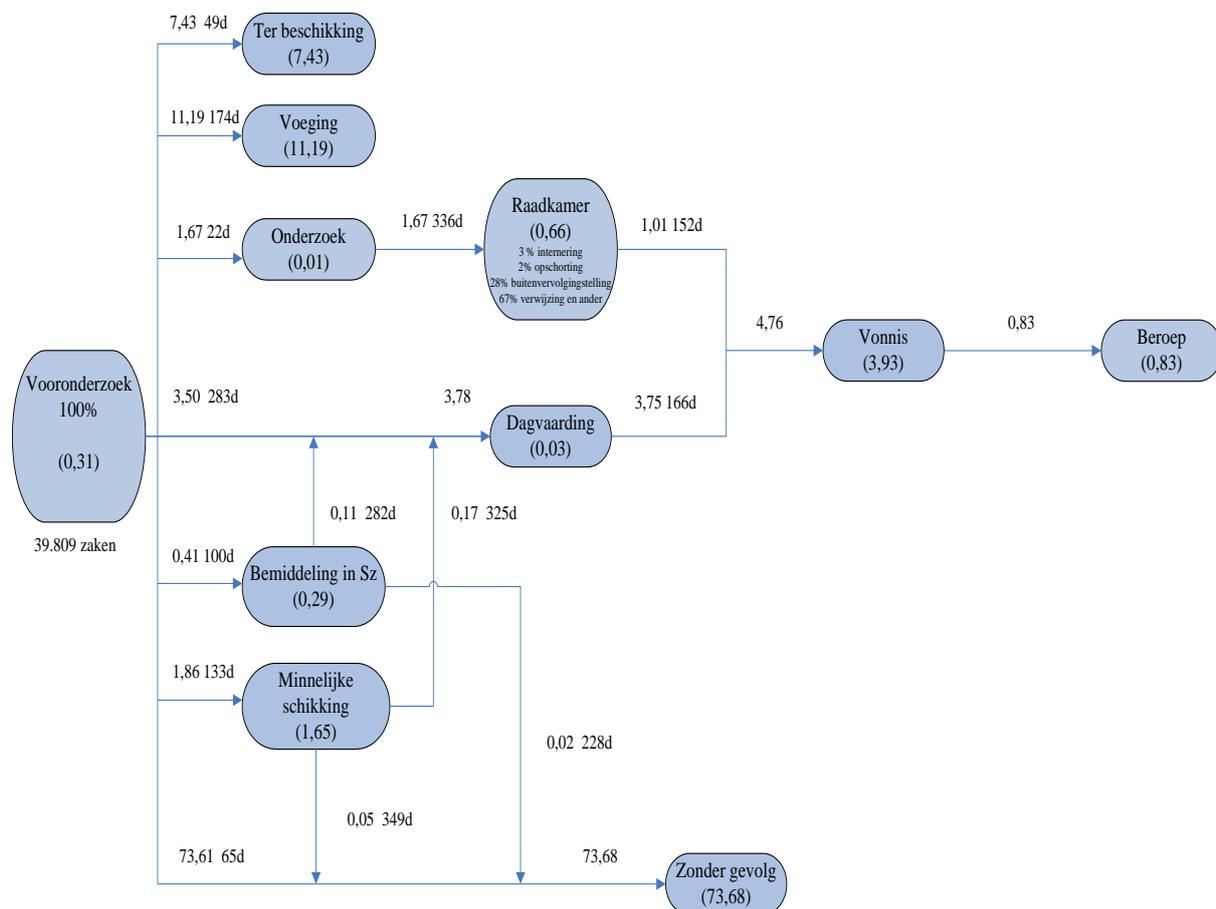 7,43 49d
Ter beschikking
(7,43)
11,19 174d
Voeging
(11,19)
1,67 22d
Onderzoek
(0,01)
1,67 336d
Raadkamer
(0,66)
3 % internering
2% opschorting
28% buitenvervolgingstelling
67% verwijzing en ander
1,01 152d
4,76
Vonnis
(3,93)
0,83
Beroep
(0,83)
Vooronderzoek
100%
(0,31)
39.809 zaken
3,50 283d
3,78
Dagvaarding
(0,03)
3,75 166d
0,11 282d
0,17 325d
0,41 100d
Bemiddeling in Sz
(0,29)
1,86 133d
Minnelijke
schikking
(1,65)
0,02 228d
0,05 349d
73,61 65d
73,68
Zonder gevolg
(73,68)